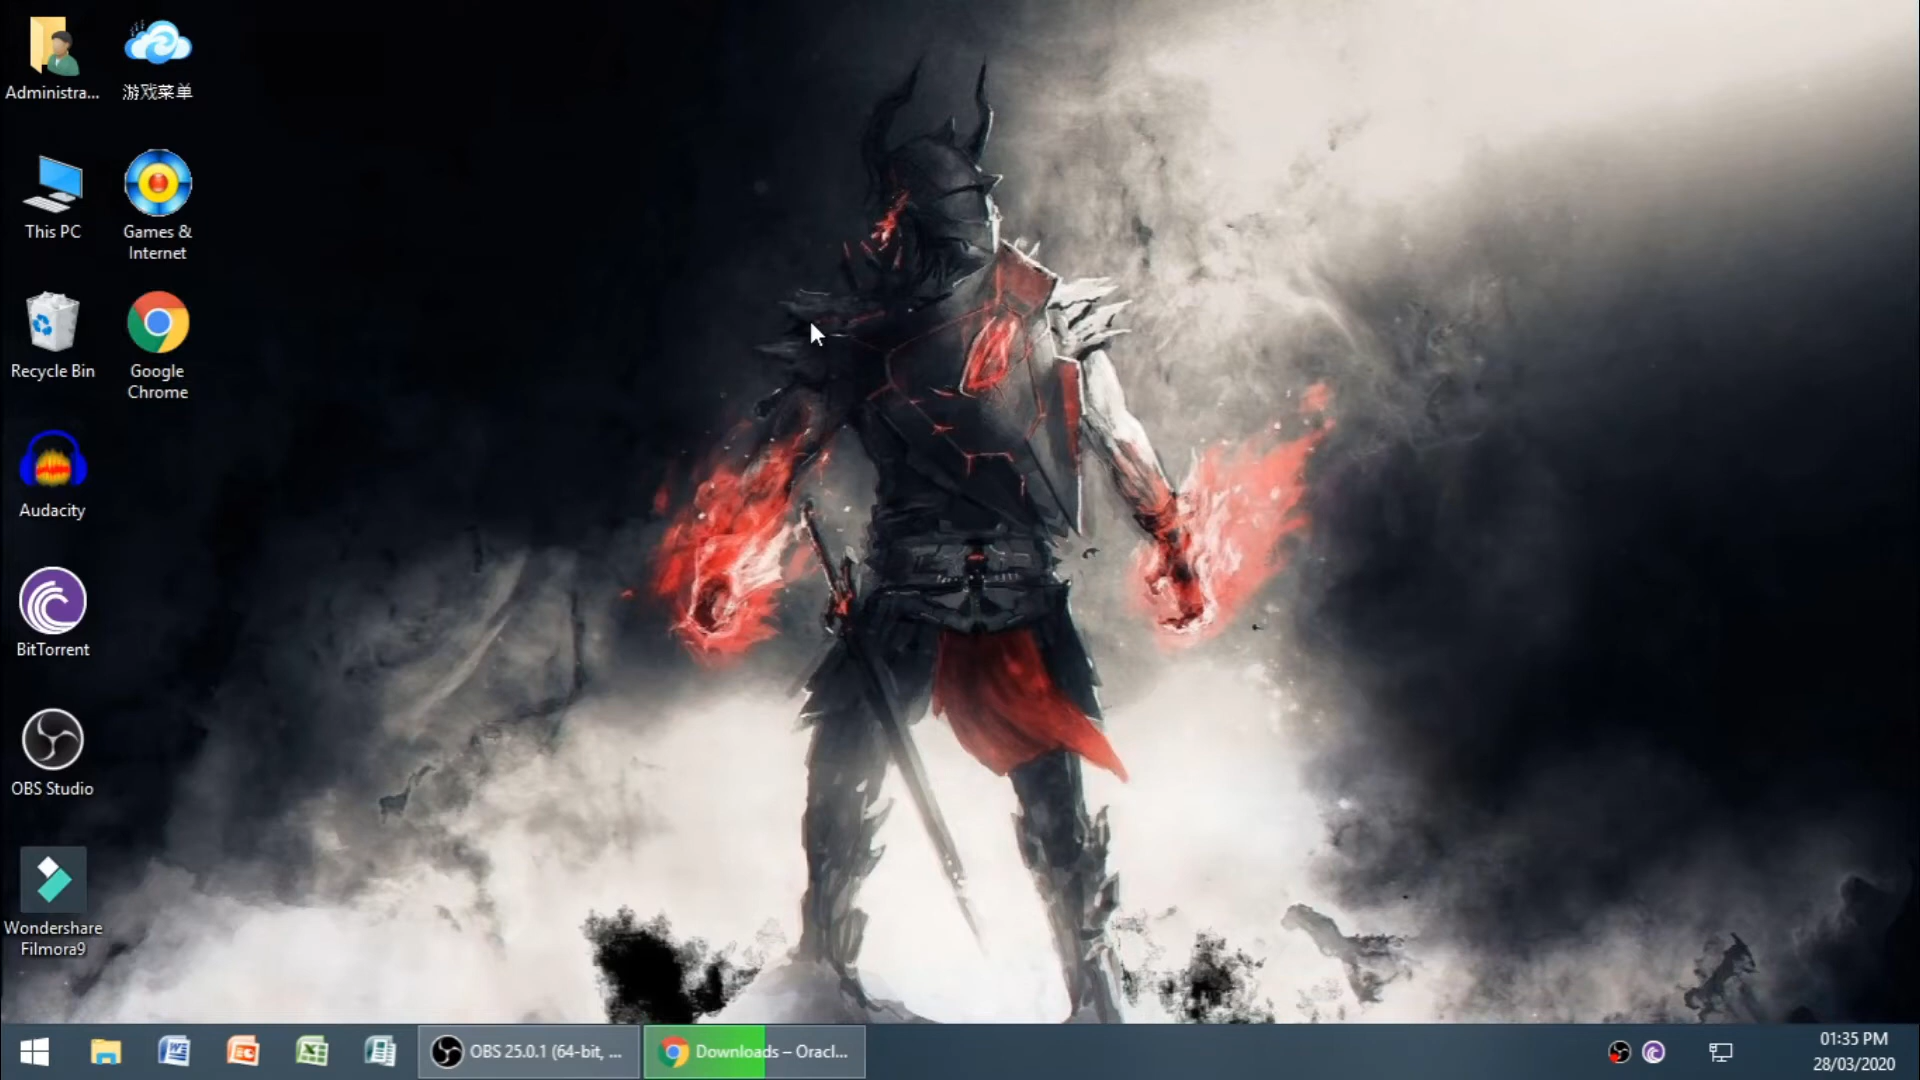 Administra...
游戏菜单
This PC
Games &
Internet
Recycle Bin
Google
Chrome
Audacity
BitTorrent
OBS Studio
Wondershare
Filmora9
OBS 25.0.1 (64-bit, ...
Downloads – Oracl...
01:35 PM
28/03/2020